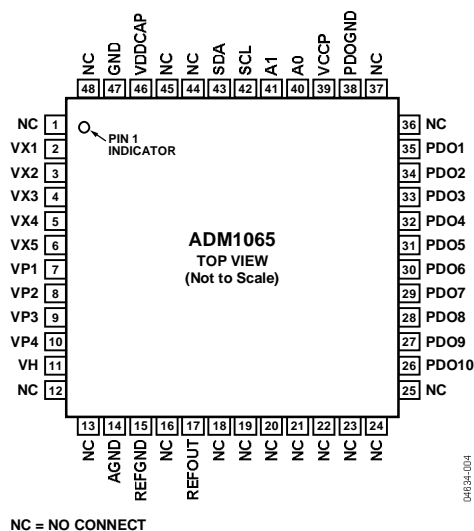 NC GND VDDCAP NC NC SDA SCL A1 A0 VCCP PDOGND NC
48 47 46 45 44 43 42 41 40 39 38 37
NC 1 36 NC
VX1 2 35 PDO1
VX2 3 34 PDO2
VX3 4 33 PDO3
VX4 5 32 PDO4
VX5 6 31 PDO5
VP1 7 30 PDO6
VP2 8 29 PDO7
VP3 9 28 PDO8
VP4 10 27 PDO9
VH 11 26 PDO10
NC 12 25 NC
PIN 1
INDICATOR
ADM1065
TOP VIEW
(Not to Scale)
13 14 15 16 17 18 19 20 21 22 23 24
NC AGND REFGND NC REFOUT NC NC NC NC NC NC NC
04634-004
NC = NO CONNECT